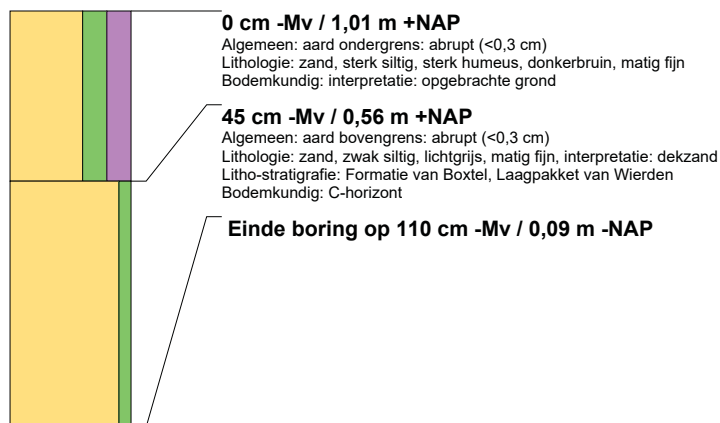 0 cm -Mv / 1,01 m +NAP
Algemeen: aard ondergrens: abrupt (<0,3 cm)
Lithologie: zand, sterk siltig, sterk humeus, donkerbruin, matig fijn
Bodemkundig: interpretatie: opgebrachte grond
45 cm -Mv / 0,56 m +NAP
Algemeen: aard bovengrens: abrupt (<0,3 cm)
Lithologie: zand, zwak siltig, lichtgrijs, matig fijn, interpretatie: dekzand
Litho-stratigrafie: Formatie van Boxtel, Laagpakket van Wierden
Bodemkundig: C-horizont
Einde boring op 110 cm -Mv / 0,09 m -NAP